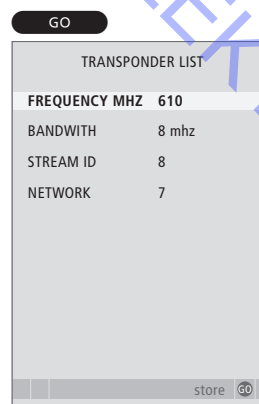 GO
TRANSPONDER LIST
FREQUENCY MHZ 610
BANDWITH 8 mhz
STREAM ID 8
NETWORK 7
store GO